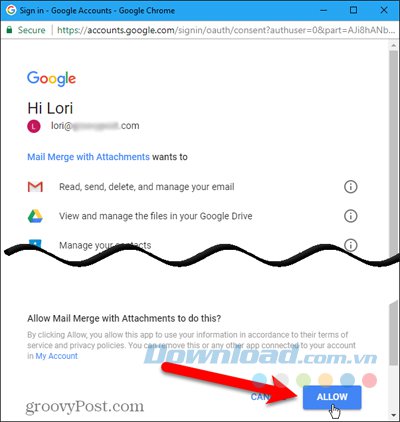 Sign in - Google Accounts - Google Chrome
Secure https://accounts.google.com/signin/oauth/consent?authuser=0&part=AJi8hANb...
Google
Hi Lori
L lori@ .com
Mail Merge with Attachments wants to
Read, send, delete, and manage your email
View and manage the files in your Google Drive
Manage your contacts
Allow Mail Merge with Attachments to do this?
By clicking Allow, you allow this app to use your information in accordance to their terms of
service and privacy policies. You can remove this or any other app connected to your account
in My Account
Download.com.vn
ALLOW
groovyPost.com